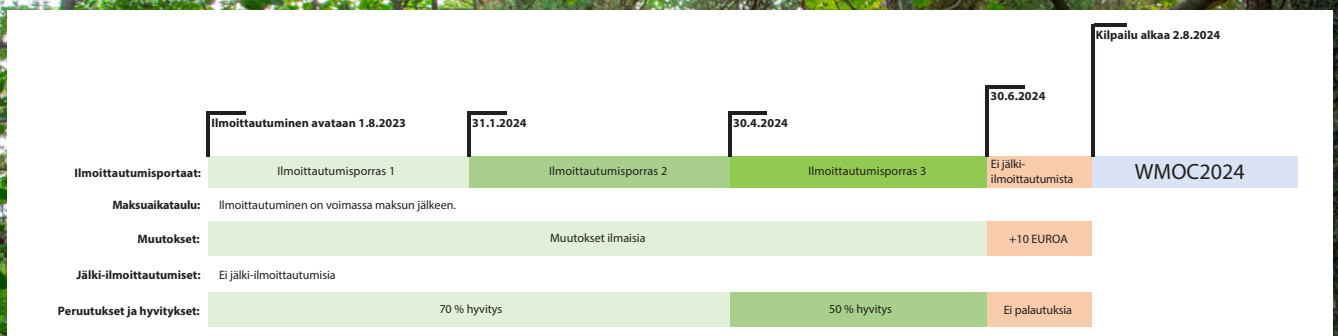 Kilpailu alkaa 2.8.2024
30.6.2024
Ilmoittautuminen avataan 1.8.2023
31.1.2024
30.4.2024
Ilmoittautumisportaat:
Ilmoittautumisporras 1
Ilmoittautumisporras 2
Ilmoittautumisporras 3
Ei jälki-
ilmoittautumista
WMOC2024
Maksuaikataulu:
Ilmoittautuminen on voimassa maksun jälkeen.
Muutokset:
Muutokset ilmaisia
+10 EUROA
Jälki-ilmoittautumiset:
Ei jälki-ilmoittautumisia
Peruutukset ja hyvitykset:
70 % hyvitys
50 % hyvitys
Ei palautuksia